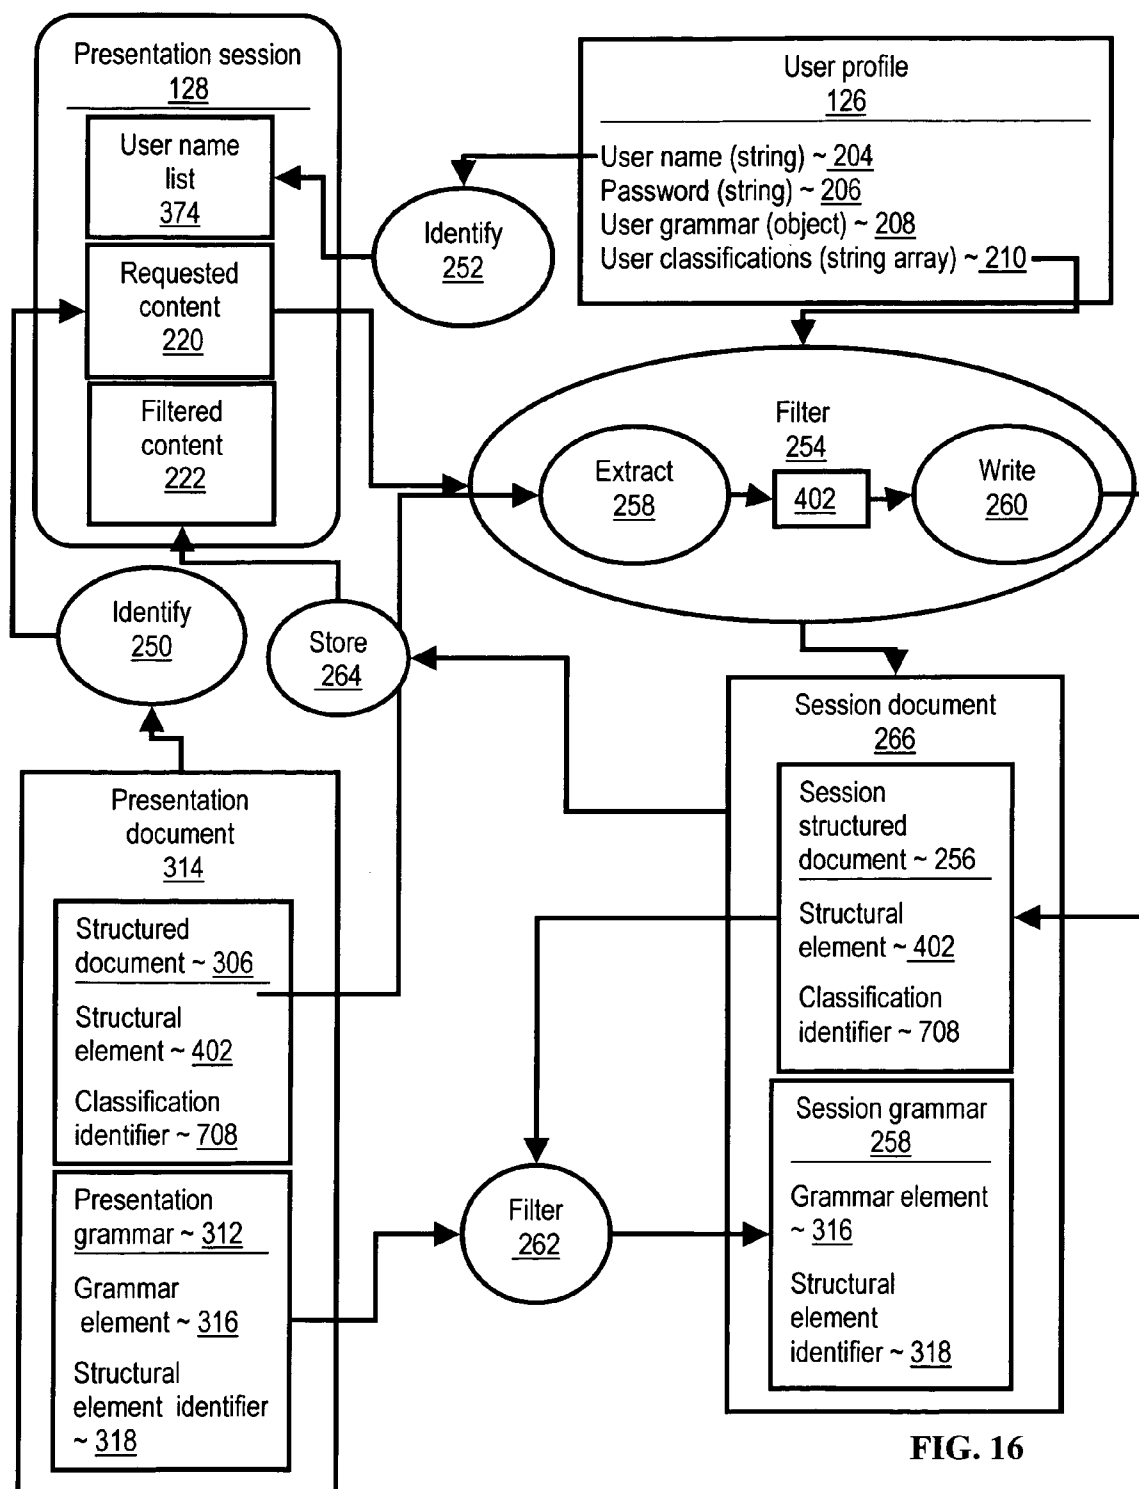 Presentation session
128
User name
list
374
Requested
content
220
Filtered
content
222
User profile
126
User name (string) ~ 204
Password (string) ~ 206
User grammar (object) ~ 208
User classifications (string array) ~ 210
Identify
252
Filter
254
Extract
258
402
Write
260
Identify
250
Store
264
Presentation
document
314
Structured
document ~ 306
Structural
element ~ 402
Classification
identifier ~ 708
Presentation
grammar ~ 312
Grammar
element ~ 316
Structural
element identifier
~ 318
Filter
262
Session document
266
Session
structured
document ~ 256
Structural
element ~ 402
Classification
identifier ~ 708
Session grammar
258
Grammar element
~ 316
Structural
element
identifier ~ 318
FIG. 16